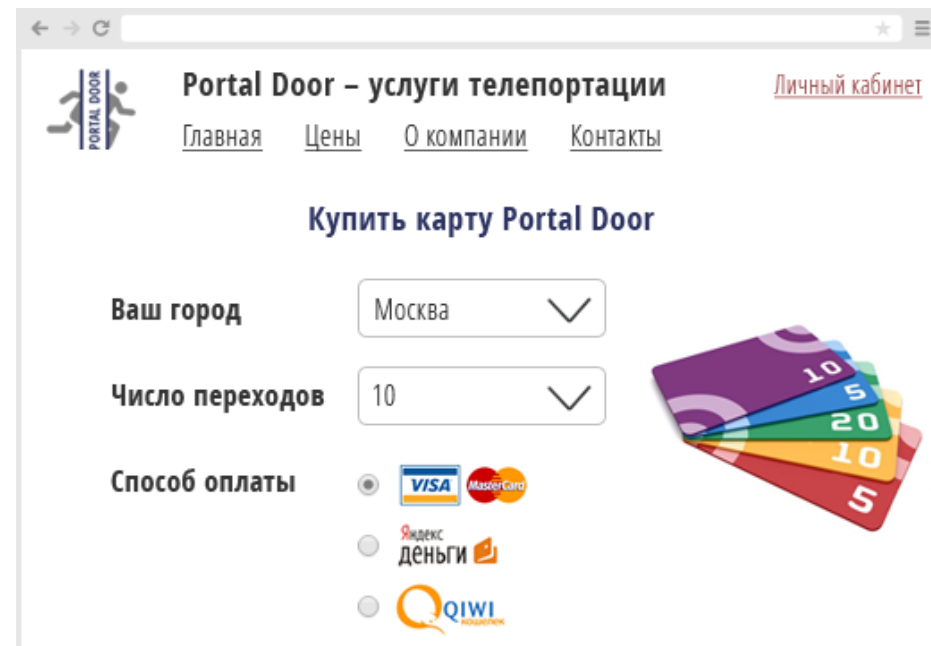 PORTAL DOOR
Portal Door – услуги телепортации
Личный кабинет
Главная Цены О компании Контакты
Купить карту Portal Door
Ваш город Москва
Число переходов 10
10
5
20
10
5
Способ оплаты VISA MasterCard
Яндекс
деньги
QIWI
кошелек